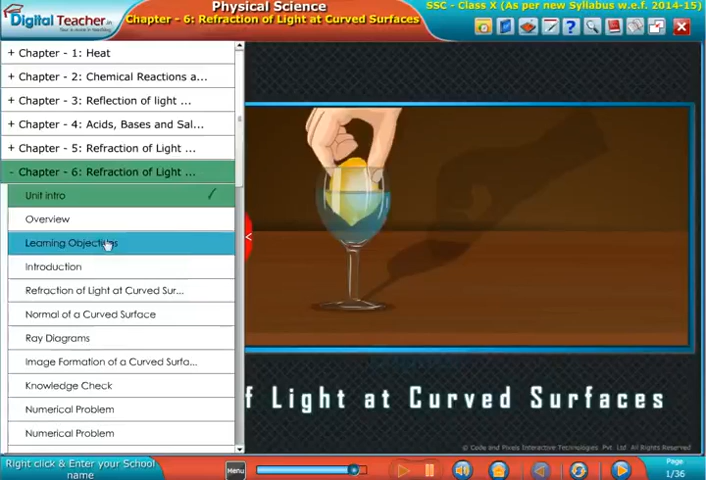 Digital Teacher.in
Physical Science
Chapter - 6: Refraction of Light at Curved Surfaces
SSC - Class X (As per new Syllabus w.e.f. 2014-15)
+ Chapter - 1: Heat
+ Chapter - 2: Chemical Reactions a...
+ Chapter - 3: Reflection of light ...
+ Chapter - 4: Acids, Bases and Sal...
+ Chapter - 5: Refraction of Light ...
- Chapter - 6: Refraction of Light ...
Unit intro
Overview
Learning Objectives
Introduction
Refraction of Light at Curved Sur...
Normal of a Curved Surface
Ray Diagrams
Image Formation of a Curved Surfa...
Knowledge Check
Numerical Problem
Numerical Problem
f Light at Curved Surfaces
© Code and Pixels Interactive Technologies Pvt. Ltd. All Rights Reserved
Right click & Enter your School
name
Menu
Page
1/36